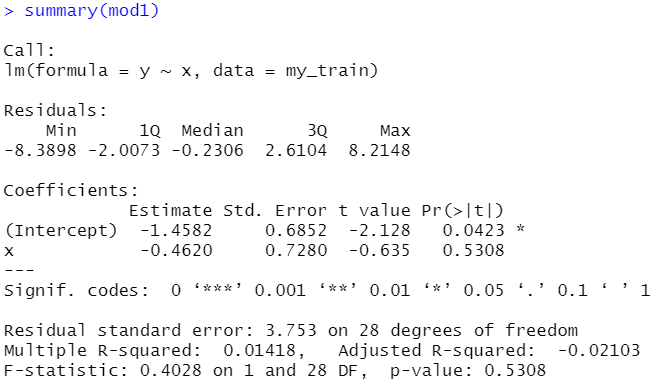 > summary(mod1)
Call:
lm(formula = y ~ x, data = my_train)
Residuals:
    Min      1Q  Median      3Q     Max
-8.3898 -2.0073 -0.2306  2.6104  8.2148
Coefficients:
            Estimate Std. Error t value Pr(>|t|)
(Intercept)  -1.4582     0.6852  -2.128   0.0423 *
x            -0.4620     0.7280  -0.635   0.5308
---
Signif. codes:  0 ‘***’ 0.001 ‘**’ 0.01 ‘*’ 0.05 ‘.’ 0.1 ‘ ’ 1
Residual standard error: 3.753 on 28 degrees of freedom
Multiple R-squared:  0.01418,	Adjusted R-squared:  -0.02103
F-statistic: 0.4028 on 1 and 28 DF,  p-value: 0.5308